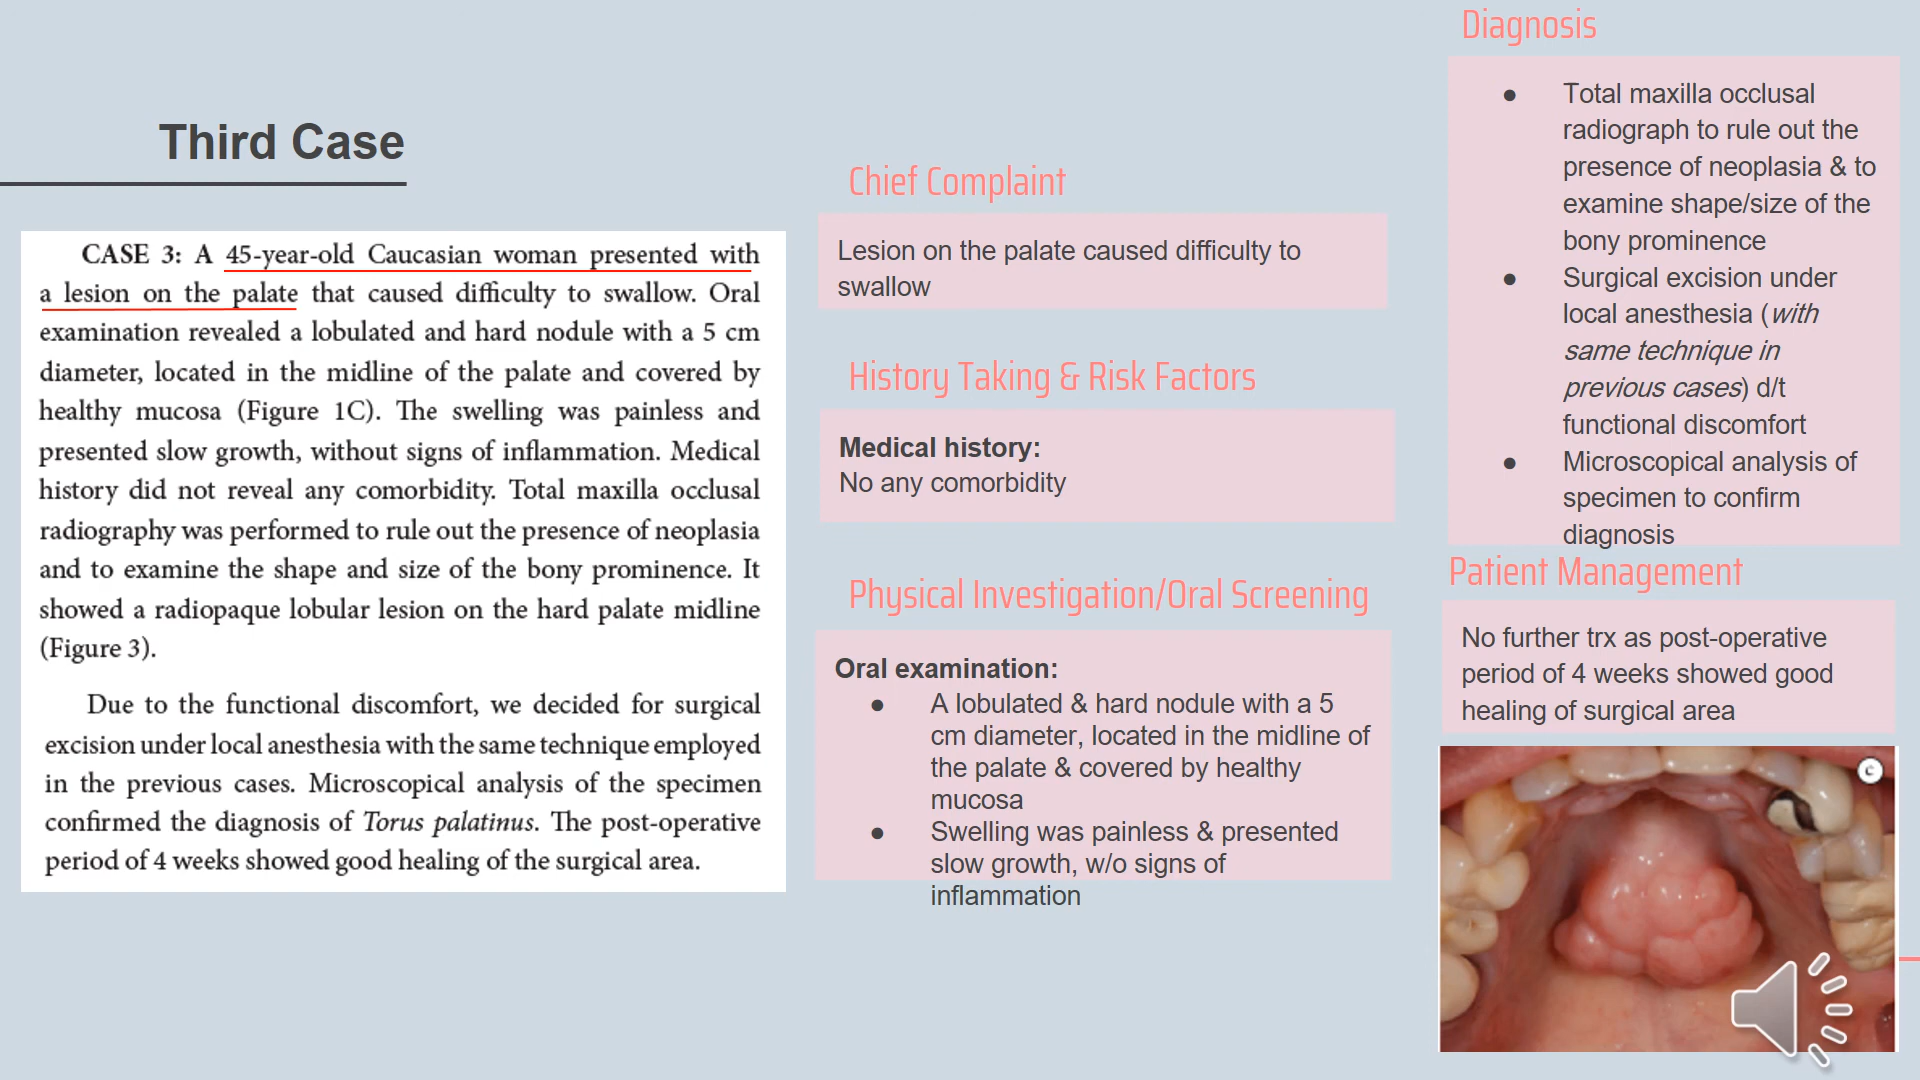 Third Case
CASE 3: A 45-year-old Caucasian woman presented with
a lesion on the palate that caused difficulty to swallow. Oral
examination revealed a lobulated and hard nodule with a 5 cm
diameter, located in the midline of the palate and covered by
healthy mucosa (Figure 1C). The swelling was painless and
presented slow growth, without signs of inflammation. Medical
history did not reveal any comorbidity. Total maxilla occlusal
radiography was performed to rule out the presence of neoplasia
and to examine the shape and size of the bony prominence. It
showed a radiopaque lobular lesion on the hard palate midline
(Figure 3).
Due to the functional discomfort, we decided for surgical
excision under local anesthesia with the same technique employed
in the previous cases. Microscopical analysis of the specimen
confirmed the diagnosis of Torus palatinus. The post-operative
period of 4 weeks showed good healing of the surgical area.
Chief Complaint
Lesion on the palate caused difficulty to
swallow
History Taking & Risk Factors
Medical history:
No any comorbidity
Physical Investigation/Oral Screening
Oral examination:
● A lobulated & hard nodule with a 5
cm diameter, located in the midline of
the palate & covered by healthy
mucosa
● Swelling was painless & presented
slow growth, w/o signs of
inflammation
Diagnosis
● Total maxilla occlusal
radiograph to rule out the
presence of neoplasia & to
examine shape/size of the
bony prominence
● Surgical excision under
local anesthesia (with
same technique in
previous cases) d/t
functional discomfort
● Microscopical analysis of
specimen to confirm
diagnosis
Patient Management
No further trx as post-operative
period of 4 weeks showed good
healing of surgical area
c